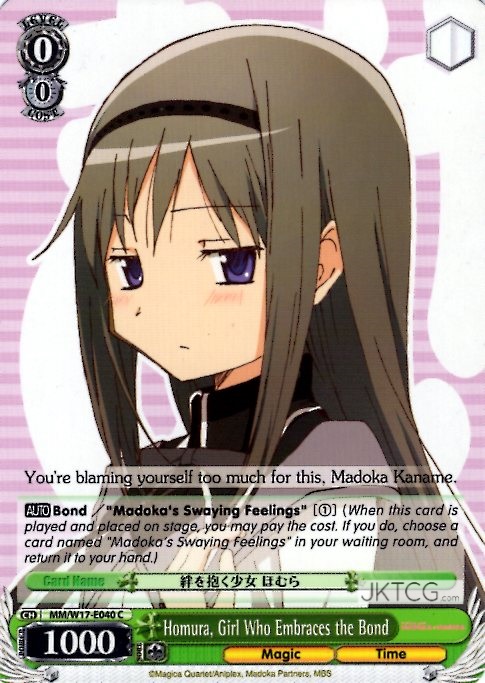 LEVEL
0
0
COST
You're blaming yourself too much for this, Madoka Kaname.
AUTO Bond / "Madoka's Swaying Feelings" [①] (When this card is
played and placed on stage, you may pay the cost. If you do, choose a
card named "Madoka's Swaying Feelings" in your waiting room, and
return it to your hand.)
Card Name 絆を抱く少女 ほむら
JKTCG.com
CH MM/W17-E040 C
Homura, Girl Who Embraces the Bond
1000
Magic Time
©Magica Quartet/Aniplex, Madoka Partners, MBS